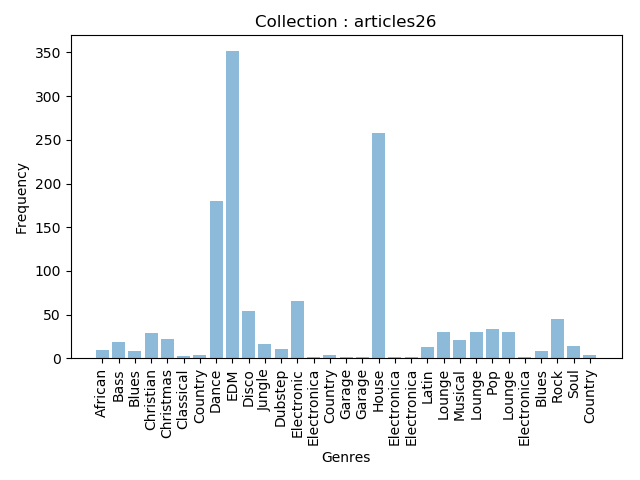 Collection : articles26
Frequency
350
300
250
200
150
100
50
0
African
Bass
Blues
Christian
Christmas
Classical
Country
Dance
EDM
Disco
Jungle
Dubstep
Electronic
Electronica
Country
Garage
Garage
House
Electronica
Electronica
Latin
Lounge
Musical
Lounge
Pop
Lounge
Electronica
Blues
Rock
Soul
Country
Genres